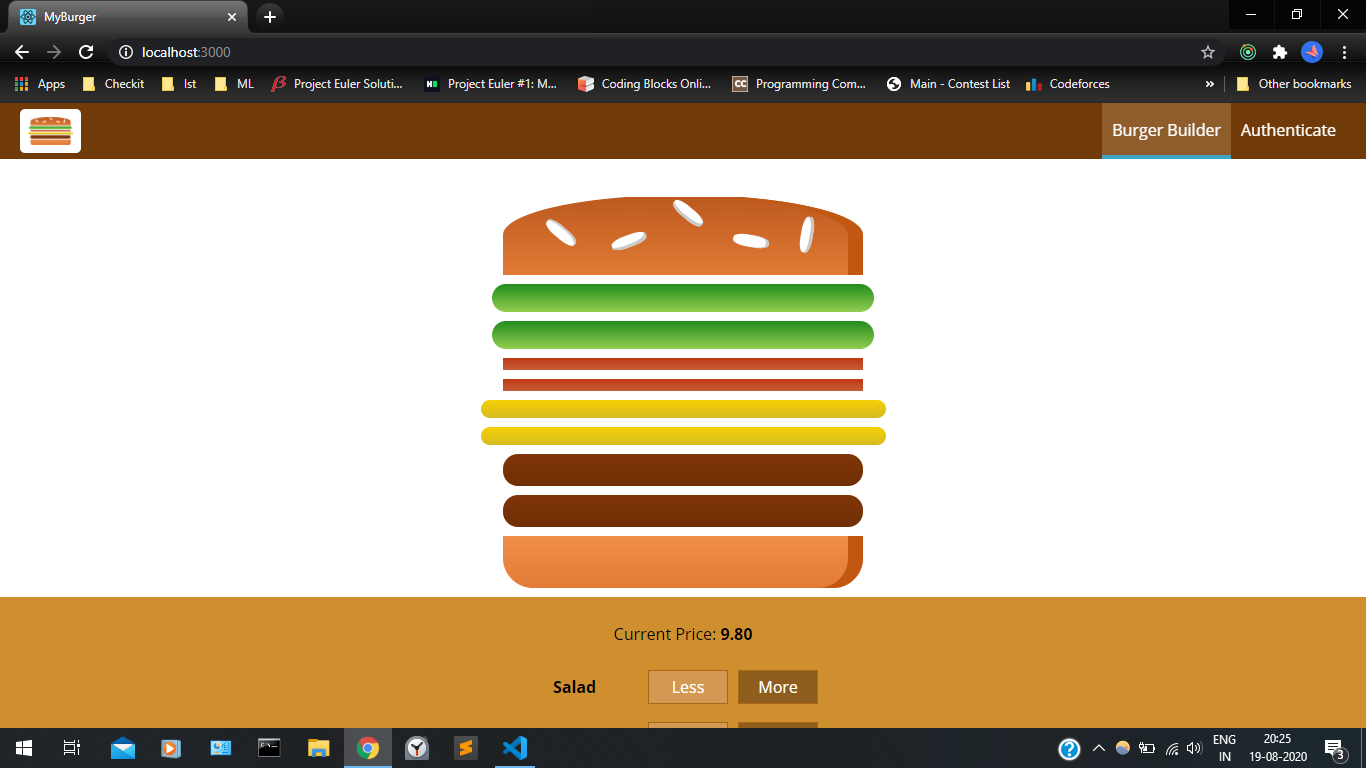 MyBurger
localhost:3000
Apps Checkit Ist ML Project Euler Soluti... Project Euler #1: M... Coding Blocks Onli... CC Programming Com... Main - Contest List Codeforces » Other bookmarks
Burger Builder Authenticate
Current Price: 9.80
Salad Less More
ENG 20:25
IN 19-08-2020 3